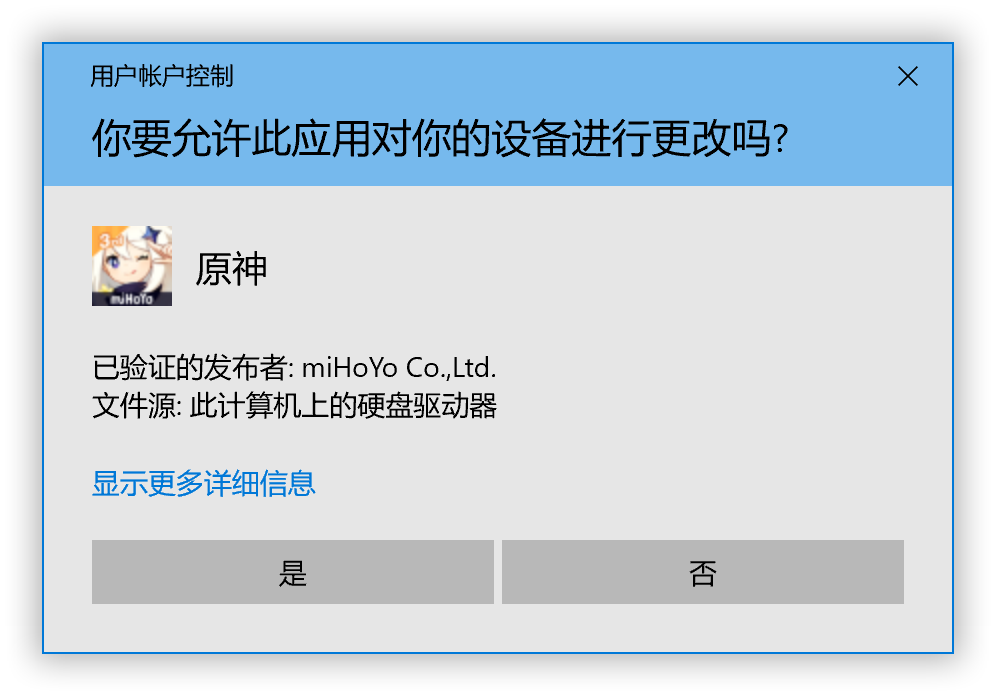 用户帐户控制
你要允许此应用对你的设备进行更改吗?
3rd
miHoYo
原神
已验证的发布者: miHoYo Co.,Ltd.
文件源: 此计算机上的硬盘驱动器
显示更多详细信息
是
否